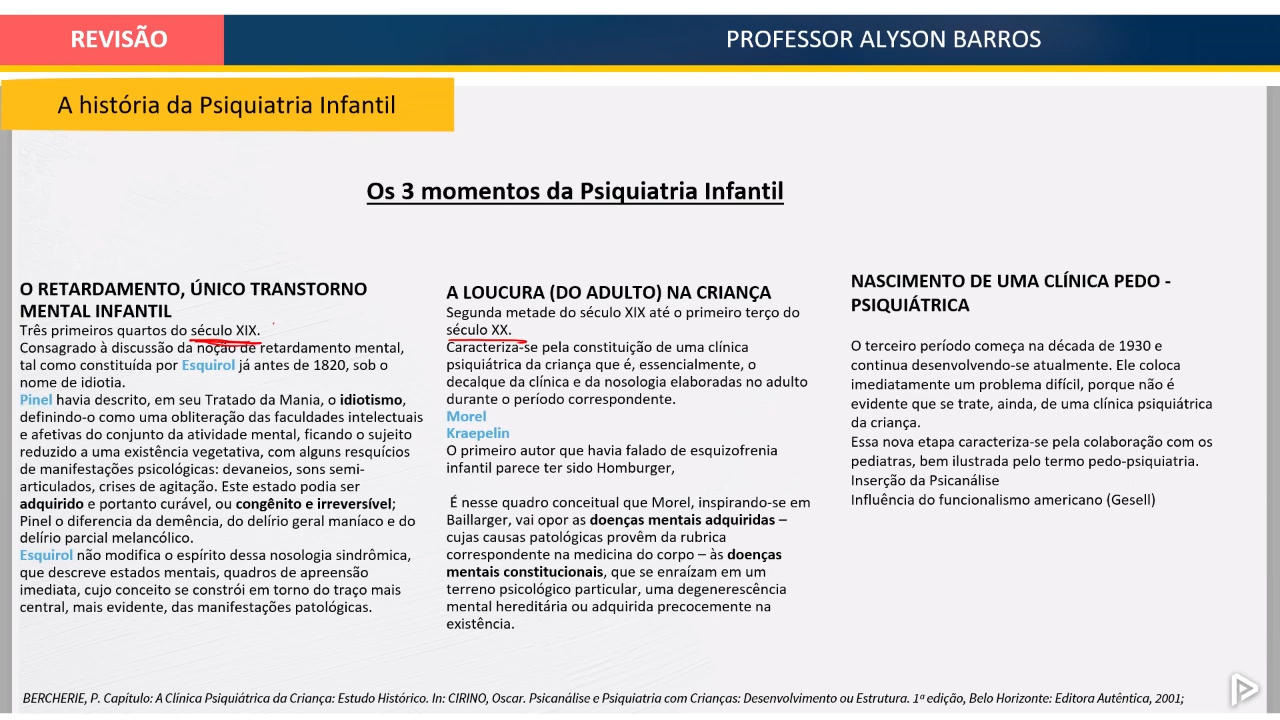 REVISÃO
PROFESSOR ALYSON BARROS
A história da Psiquiatria Infantil
Os 3 momentos da Psiquiatria Infantil
O RETARDAMENTO, ÚNICO TRANSTORNO
MENTAL INFANTIL
Três primeiros quartos do século XIX.
Consagrado à discussão da noção de retardamento mental,
tal como constituída por Esquirol já antes de 1820, sob o
nome de idiotia.
Pinel havia descrito, em seu Tratado da Mania, o idiotismo,
definindo-o como uma obliteração das faculdades intelectuais
e afetivas do conjunto da atividade mental, ficando o sujeito
reduzido a uma existência vegetativa, com alguns resquícios
de manifestações psicológicas: devaneios, sons semi-
articulados, crises de agitação. Este estado podia ser
adquirido e portanto curável, ou congênito e irreversível;
Pinel o diferencia da demência, do delírio geral maníaco e do
delírio parcial melancólico.
Esquirol não modifica o espírito dessa nosologia sindrômica,
que descreve estados mentais, quadros de apreensão
imediata, cujo conceito se constrói em torno do traço mais
central, mais evidente, das manifestações patológicas.
A LOUCURA (DO ADULTO) NA CRIANÇA
Segunda metade do século XIX até o primeiro terço do
século XX.
Caracteriza-se pela constituição de uma clínica
psiquiátrica da criança que é, essencialmente, o
decalque da clínica e da nosologia elaboradas no adulto
durante o período correspondente.
Morel
Kraepelin
O primeiro autor que havia falado de esquizofrenia
infantil parece ter sido Homburger,
É nesse quadro conceitual que Morel, inspirando-se em
Baillarger, vai opor as doenças mentais adquiridas –
cujas causas patológicas provêm da rubrica
correspondente na medicina do corpo – às doenças
mentais constitucionais, que se enraízam em um
terreno psicológico particular, uma degenerescência
mental hereditária ou adquirida precocemente na
existência.
NASCIMENTO DE UMA CLÍNICA PEDO -
PSIQUIÁTRICA
O terceiro período começa na década de 1930 e
continua desenvolvendo-se atualmente. Ele coloca
imediatamente um problema difícil, porque não é
evidente que se trate, ainda, de uma clínica psiquiátrica
da criança.
Essa nova etapa caracteriza-se pela colaboração com os
pediatras, bem ilustrada pelo termo pedo-psiquiatria.
Inserção da Psicanálise
Influência do funcionalismo americano (Gesell)
BERCHERIE, P. Capítulo: A Clínica Psiquiátrica da Criança: Estudo Histórico. In: CIRINO, Oscar. Psicanálise e Psiquiatria com Crianças: Desenvolvimento ou Estrutura. 1ª edição, Belo Horizonte: Editora Autêntica, 2001;